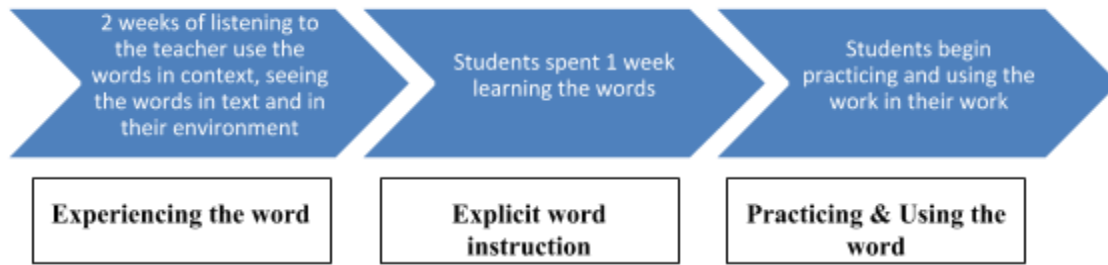 2 weeks of listening to
the teacher use the
words in context, seeing
the words in text and in
their environment
Students spent 1 week
learning the words
Students begin
practicing and using the
work in their work
Experiencing the word
Explicit word
instruction
Practicing & Using the
word